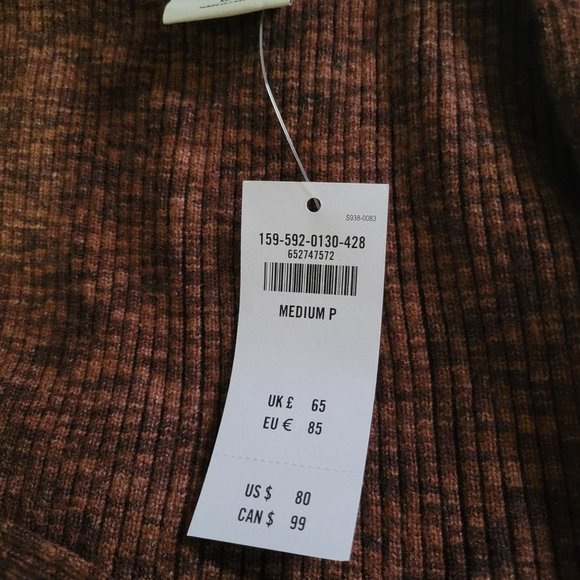 S938-0083
159-592-0130-428
652747572
MEDIUM P
UK £ 65
EU € 85
US $ 80
CAN $ 99